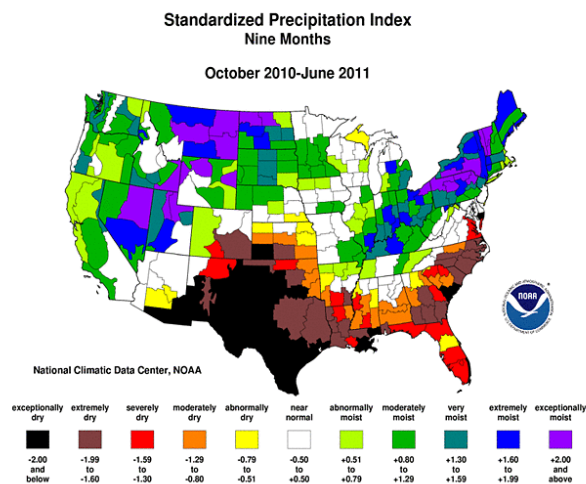 Standardized Precipitation Index
Nine Months
October 2010-June 2011
NOAA
National Climatic Data Center, NOAA
exceptionally dry
extremely dry
severely dry
moderately dry
abnormally dry
near normal
abnormally moist
moderately moist
very moist
extremely moist
exceptionally moist
-2.00 and below
-1.99 to -1.60
-1.59 to -1.30
-1.29 to -0.80
-0.79 to -0.51
-0.50 to +0.50
+0.51 to +0.79
+0.80 to +1.29
+1.30 to +1.59
+1.60 to +1.99
+2.00 and above